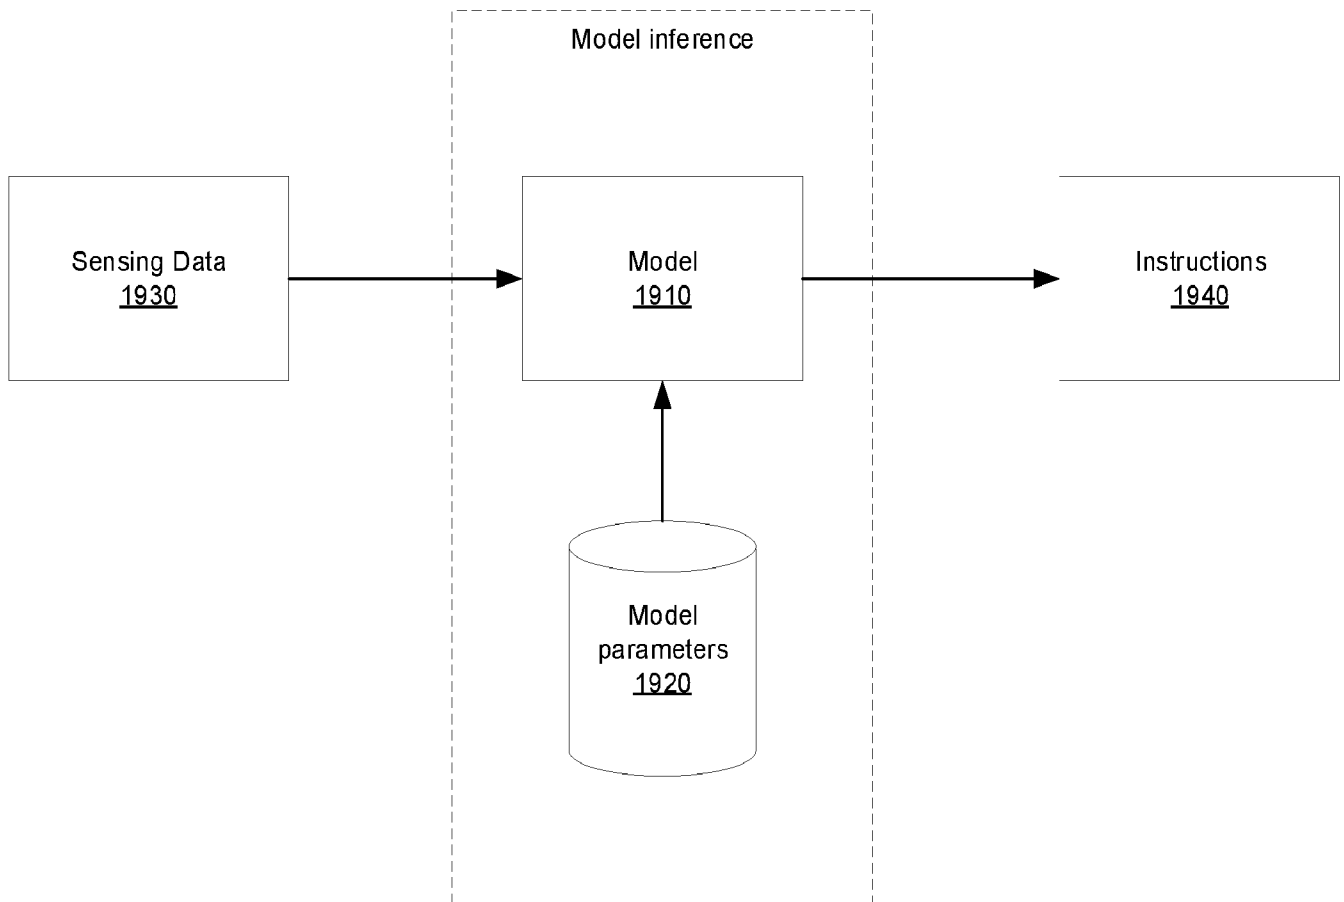 Model inference
Sensing Data
1930
Model
1910
Instructions
1940
Model
parameters
1920